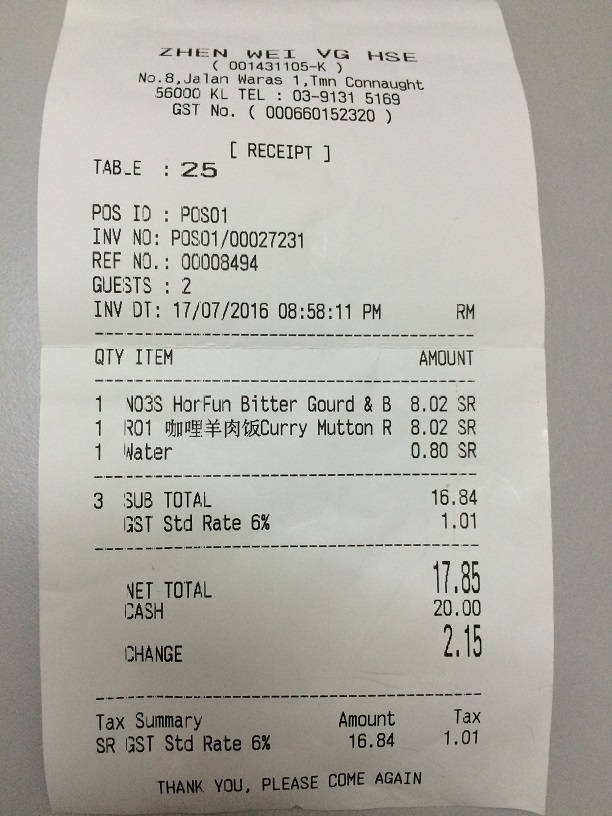 ZHEN WEI VG HSE
( 001431105-K )
No.8,Jalan Waras 1,Tmn Connaught
56000 KL TEL : 03-9131 5169
GST No. ( 000660152320 )
[ RECEIPT ]
TABLE : 25
POS ID : POS01
INV NO: POS01/00027231
REF NO.: 00008494
GUESTS : 2
INV DT: 17/07/2016 08:58:11 PM RM
QTY ITEM AMOUNT
1 NO3S HorFun Bitter Gourd & B 8.02 SR
1 R01 咖哩羊肉饭Curry Mutton R 8.02 SR
1 Water 0.80 SR
3 SUB TOTAL 16.84
GST Std Rate 6% 1.01
NET TOTAL 17.85
CASH 20.00
CHANGE 2.15
Tax Summary Amount Tax
SR GST Std Rate 6% 16.84 1.01
THANK YOU, PLEASE COME AGAIN